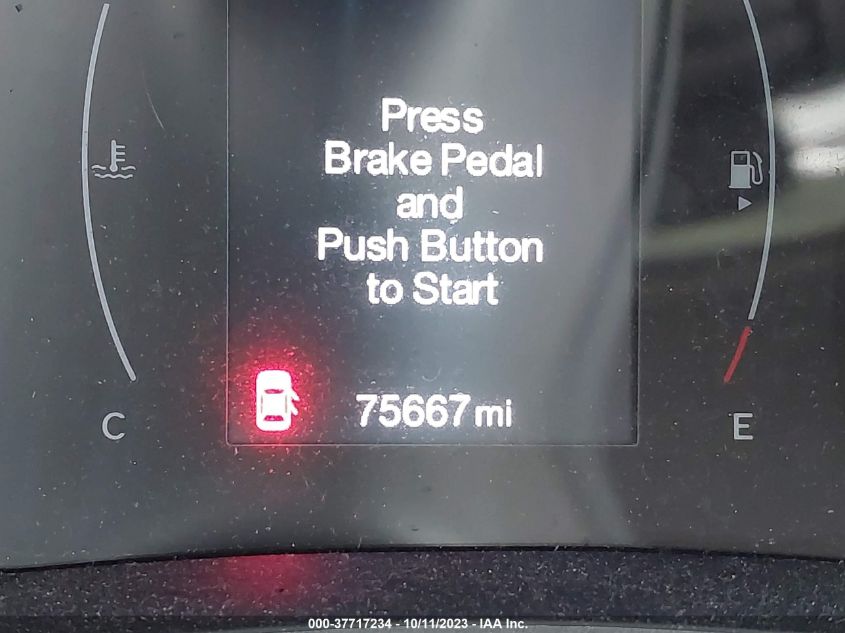 Press
Brake Pedal
and
Push Button
to Start
75667 mi
C
E
000-37717234 - 10/11/2023 - IAA Inc.